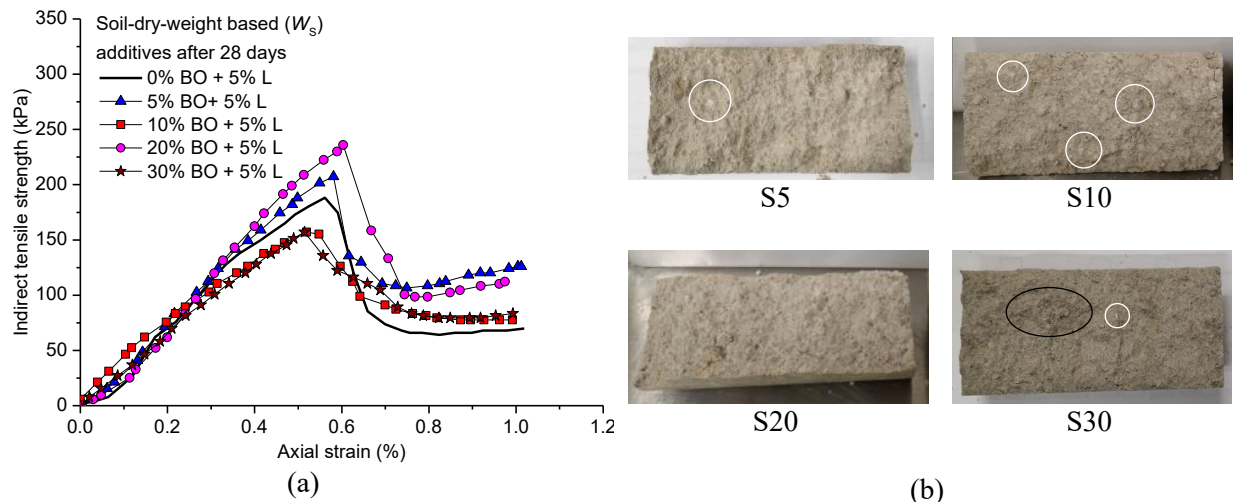 350
300
250
200
150
100
50
0
Indirect tensile strength (kPa)
Soil-dry-weight based (Ws)
additives after 28 days
0% BO + 5% L
5% BO+ 5% L
10% BO + 5% L
20% BO + 5% L
30% BO + 5% L
0.0 0.2 0.4 0.6 0.8 1.0 1.2
Axial strain (%)
(a)
S5 S10
S20 S30
(b)